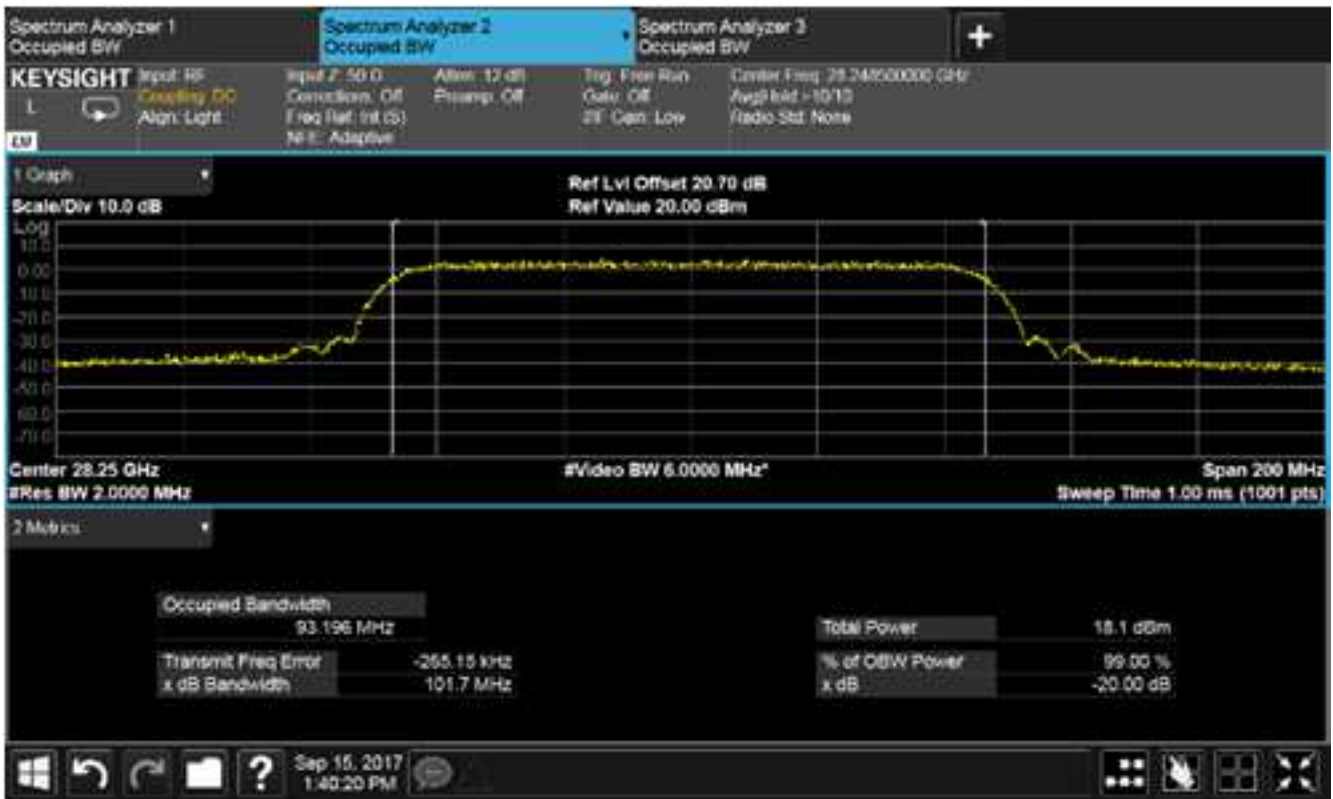 Spectrum Analyzer 1
Occupied BW
Spectrum Analyzer 2
Occupied BW
Spectrum Analyzer 3
Occupied BW
KEYSIGHT
L
Input: RF
Coupling: DC
Align: Light
Input Z: 50 Ω
Corrections: Off
Freq Ref: Int (S)
NFE: Adaptive
Atten: 12 dB
Preamp: Off
Trig: Free Run
Gate: Off
IF Gain: Low
Center Freq: 28.248500000 GHz
Avg|Hold: >10/10
Radio Std: None
1 Graph
Scale/Div 10.0 dB
Ref Lvl Offset 20.70 dB
Ref Value 20.00 dBm
Log
10.0
0.00
-10.0
-20.0
-30.0
-40.0
-50.0
-60.0
-70.0
Center 28.25 GHz
#Video BW 6.0000 MHz*
Span 200 MHz
#Res BW 2.0000 MHz
Sweep Time 1.00 ms (1001 pts)
2 Metrics
Occupied Bandwidth
93.196 MHz
Total Power 18.1 dBm
Transmit Freq Error -265.15 kHz
% of OBW Power 99.00 %
x dB Bandwidth 101.7 MHz
x dB -20.00 dB
?
Sep 15, 2017
1:40:20 PM